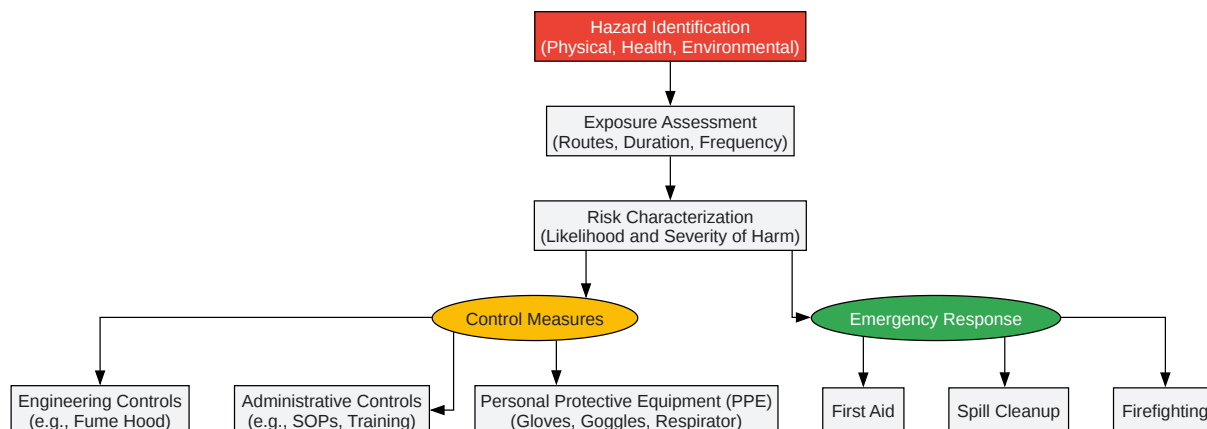 Hazard Identification
(Physical, Health, Environmental)
Exposure Assessment
(Routes, Duration, Frequency)
Risk Characterization
(Likelihood and Severity of Harm)
Control Measures
Emergency Response
Engineering Controls
(e.g., Fume Hood)
Administrative Controls
(e.g., SOPs, Training)
Personal Protective Equipment (PPE)
(Gloves, Goggles, Respirator)
First Aid
Spill Cleanup
Firefighting